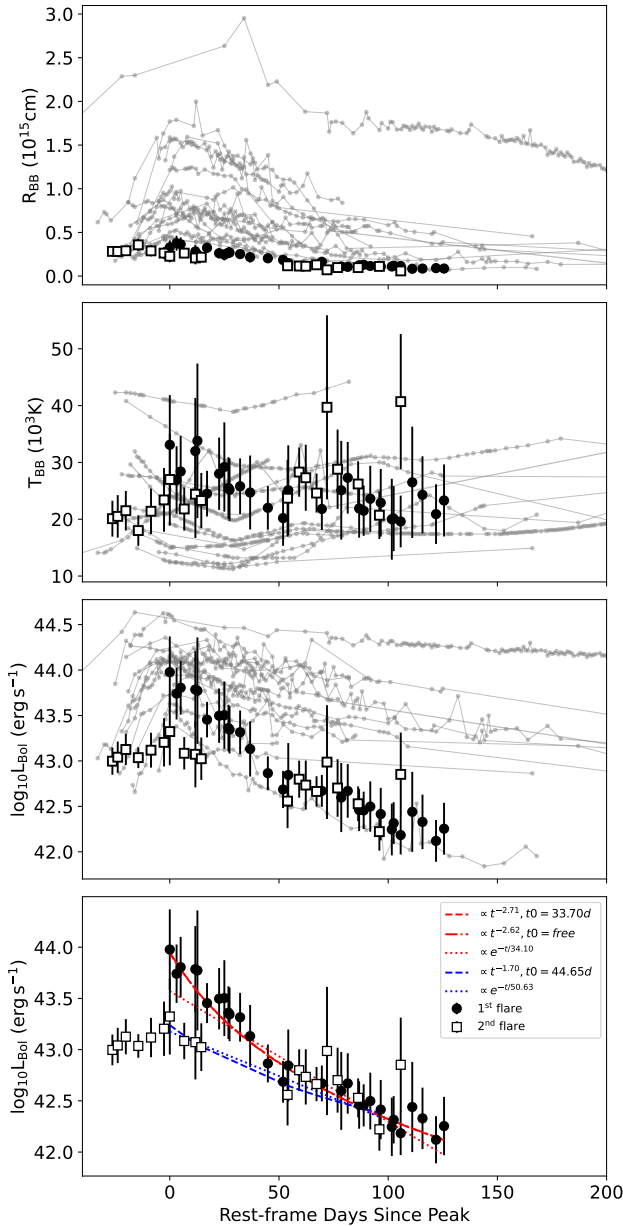 3.0
2.5
2.0
1.5
1.0
0.5
0.0
R_BB (10^15cm)
50
40
30
20
10
T_BB (10^3K)
44.5
44.0
43.5
43.0
42.5
42.0
log₁₀L_Bol (erg s⁻¹)
∝ t^−2.71, t0 = 33.70d
∝ t^−2.62, t0 = free
∝ e^−t/34.10
∝ t^−1.70, t0 = 44.65d
∝ e^−t/50.63
1st flare
2nd flare
44.0
43.5
43.0
42.5
42.0
log₁₀L_Bol (erg s⁻¹)
0 50 100 150 200
Rest-frame Days Since Peak